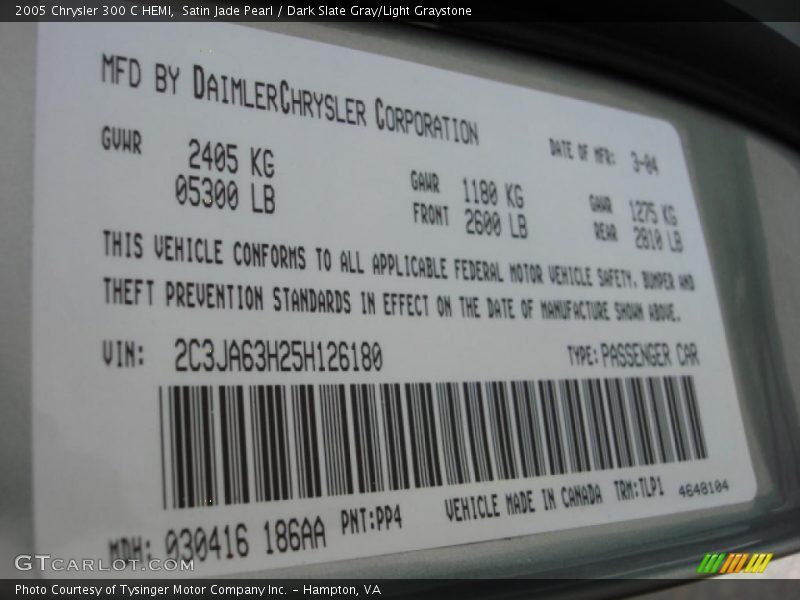 2005 Chrysler 300 C HEMI,  Satin Jade Pearl / Dark Slate Gray/Light Graystone
MFD BY DAIMLERCHRYSLER CORPORATION
DATE OF MFR: 3-04
GVWR 2405 KG
05300 LB
GAWR 1180 KG
FRONT 2600 LB
GAWR 1275 KG
REAR 2810 LB
THIS VEHICLE CONFORMS TO ALL APPLICABLE FEDERAL MOTOR VEHICLE SAFETY, BUMPER AND
THEFT PREVENTION STANDARDS IN EFFECT ON THE DATE OF MANUFACTURE SHOWN ABOVE.
VIN: 2C3JA63H25H126180 TYPE: PASSENGER CAR
MDH: 030416 186AA PNT:PP4 VEHICLE MADE IN CANADA TRM:TLP1 4648104
GTCARLOT.COM
Photo Courtesy of Tysinger Motor Company Inc. - Hampton, VA